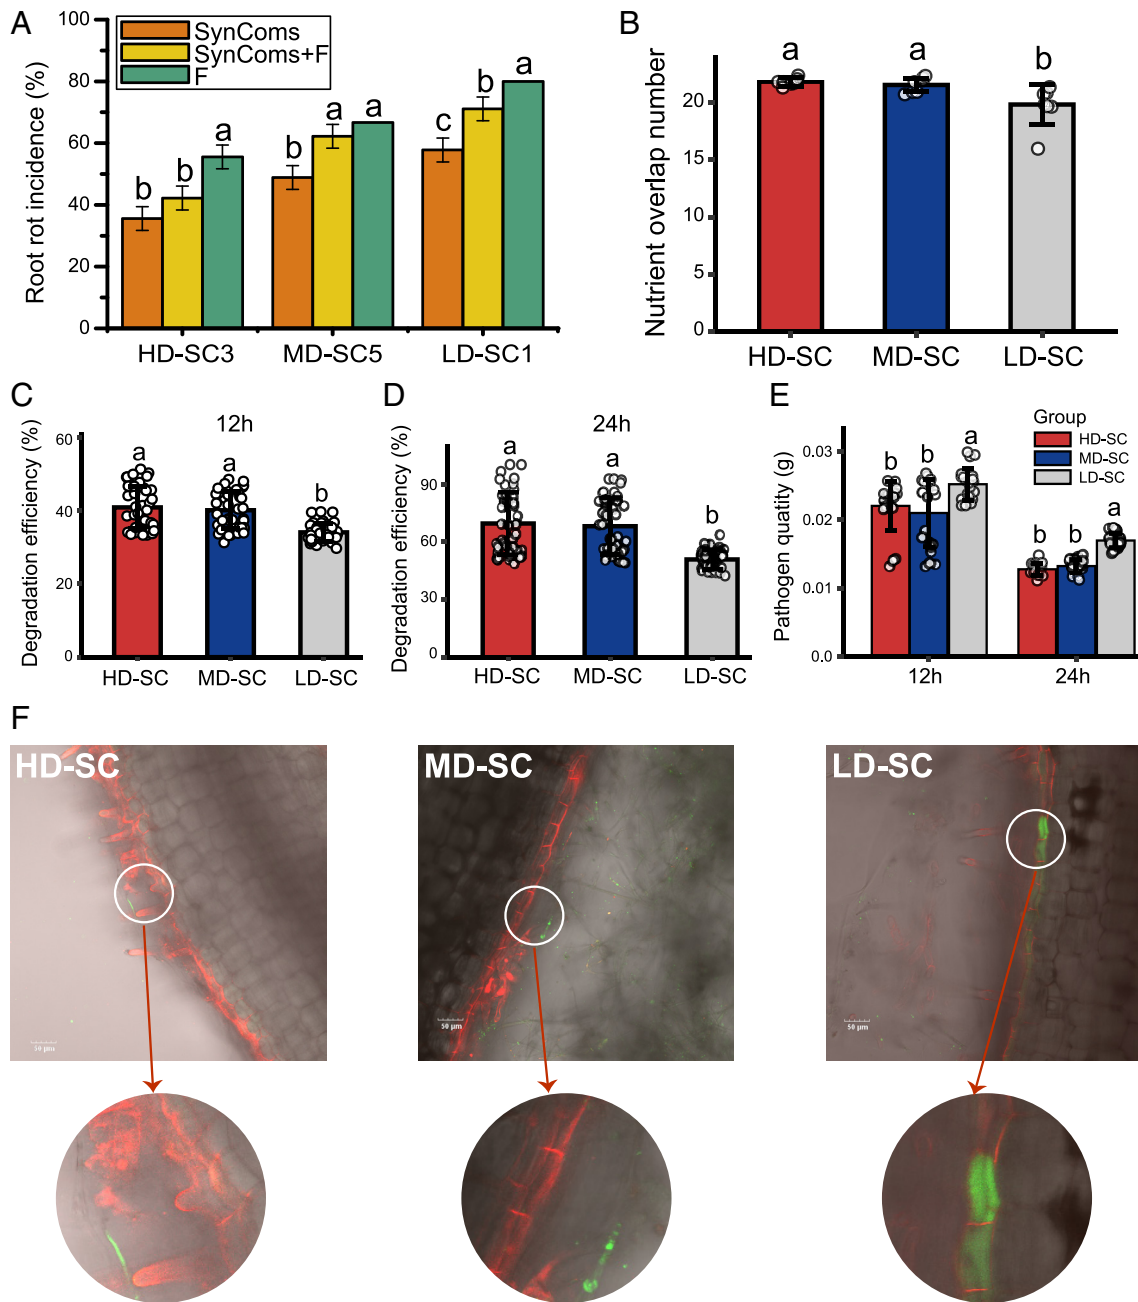 A
Root rot incidence (%)
100
80
60
40
20
0
SynComs
SynComs+F
F
b
b
a
b
a
a
c
b
a
HD-SC3
MD-SC5
LD-SC1
B
Nutrient overlap number
20
15
10
5
0
a
a
b
HD-SC
MD-SC
LD-SC
C
12h
Degradation efficiency (%)
60
40
20
0
a
a
b
HD-SC
MD-SC
LD-SC
D
24h
Degradation efficiency (%)
90
60
30
0
a
a
b
HD-SC
MD-SC
LD-SC
E
Group
HD-SC
MD-SC
LD-SC
Pathogen quatity (g)
0.03
0.02
0.01
0.0
b
b
a
b
b
a
12h
24h
F
HD-SC
50 μm
MD-SC
50 μm
LD-SC
50 μm